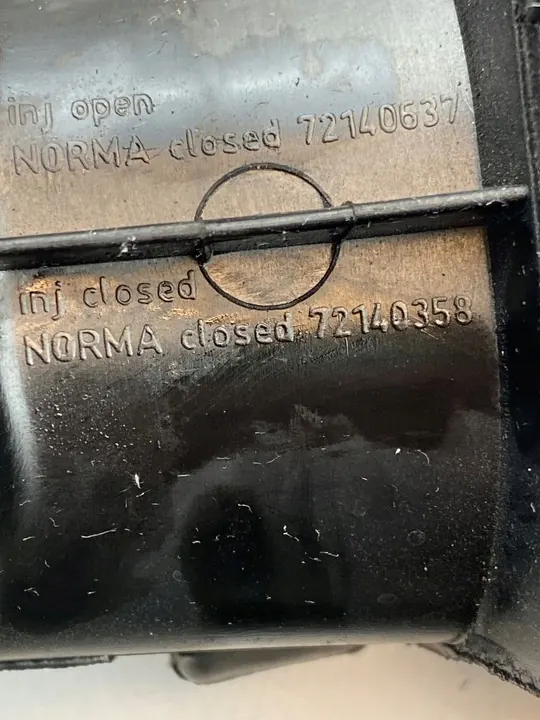 inj open
NORMA closed 72140637
inj closed
NORMA closed 72140358